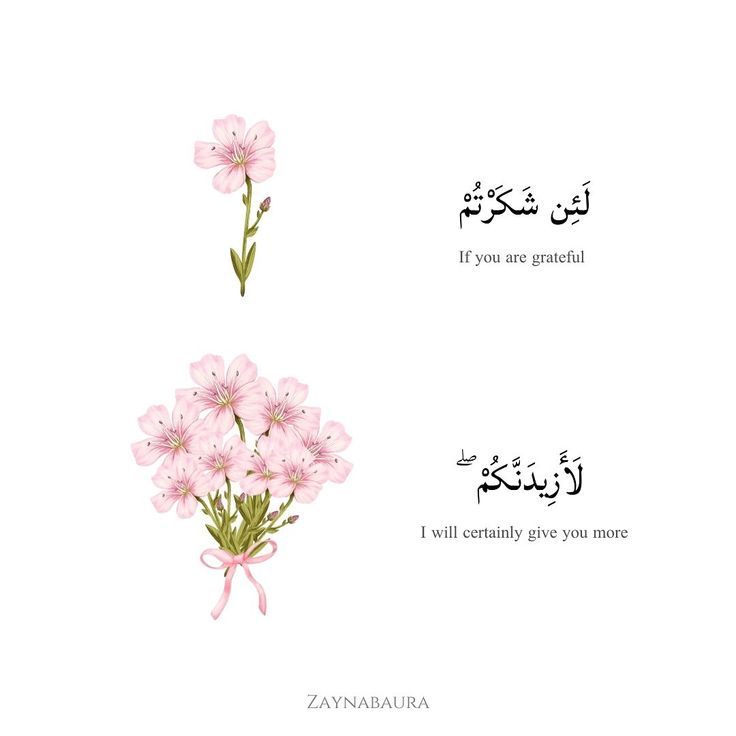 لَئِن شَكَرْتُمْ
If you are grateful
لَأَزِيدَنَّكُمْ ۖ
I will certainly give you more
ZAYNABAURA